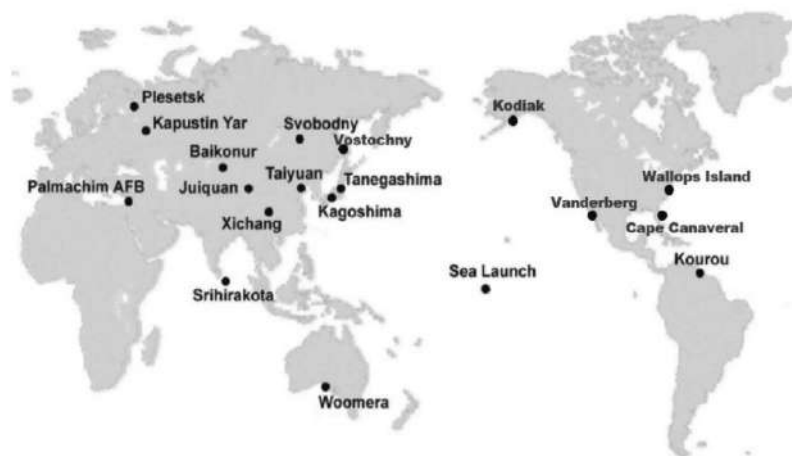 Plesetsk
Kodiak
Kapustin Yar
Svobodny
Vostochny
Baikonur
Taiyuan
Tanegashima
Wallops Island
Palmachim AFB
Juiquan
Vanderberg
Kagoshima
Xichang
Cape Canaveral
Kourou
Sea Launch
Srihirakota
Woomera